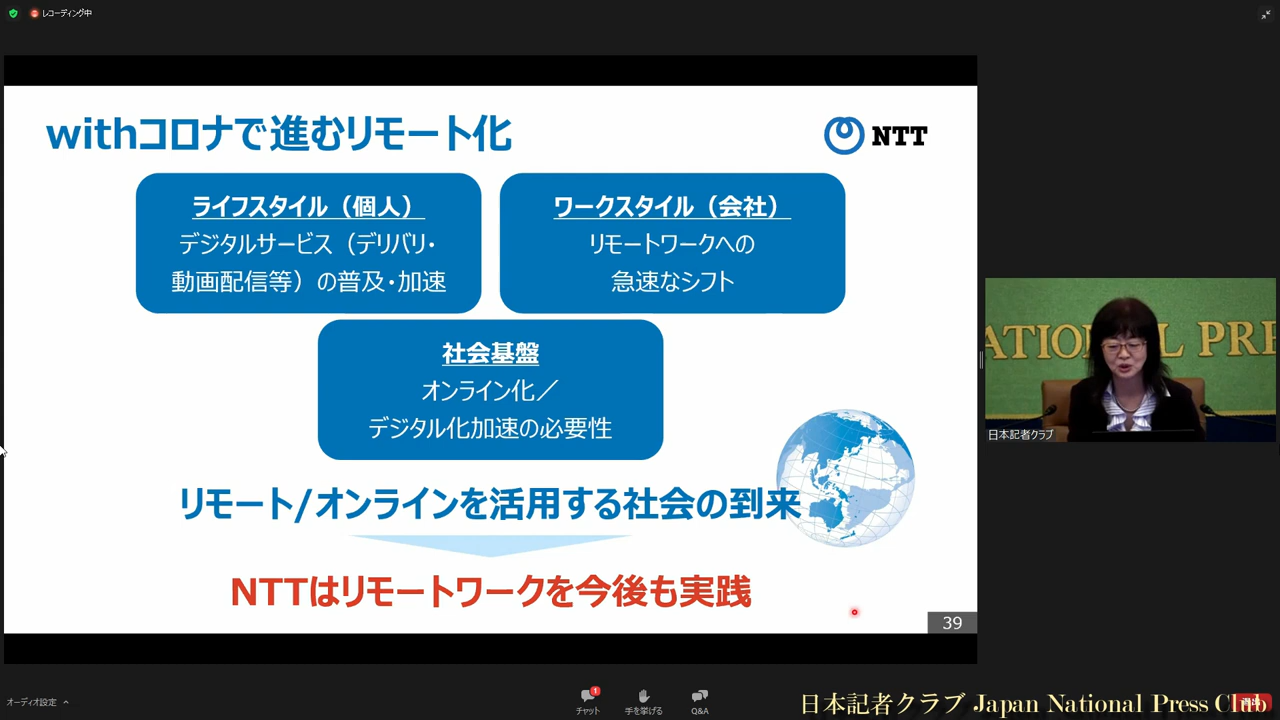 レコーディング中
withコロナで進むリモート化
NTT
ライフスタイル（個人）
デジタルサービス（デリバリ・
動画配信等）の普及・加速
ワークスタイル（会社）
リモートワークへの
急速なシフト
社会基盤
オンライン化／
デジタル化加速の必要性
リモート/オンラインを活用する社会の到来
NTTはリモートワークを今後も実践
39
ATIO L PRE
日本記者クラブ
オーディオ設定
1
チャット
手を挙げる
Q&A
日本記者クラブ Japan National Press Club